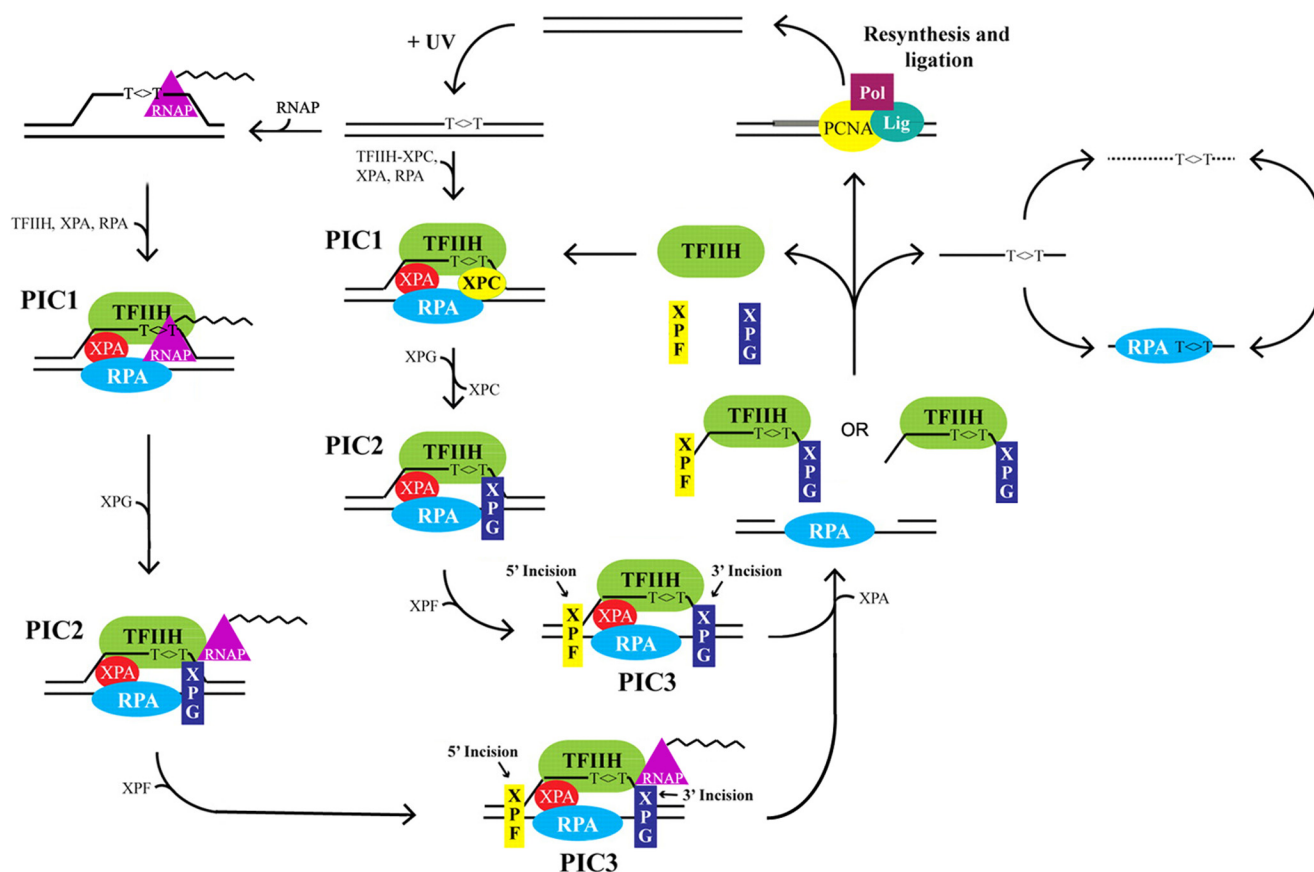 + UV
Resynthesis and
ligation
Pol
PCNA
Lig
T<>T
RNAP
RNAP
T<>T
TFIIH-XPC,
XPA, RPA
T<>T
TFIIH, XPA, RPA
PIC1
TFIIH
T<>T
XPA
XPC
RPA
TFIIH
XPF
XPG
T<>T
RPA T<>T
PIC1
TFIIH
T<>T
XPA
RNAP
RPA
XPG
XPC
PIC2
TFIIH
T<>T
XPA
RPA
XPG
TFIIH
T<>T
XPF
XPG
OR
TFIIH
T<>T
XPG
RPA
XPG
PIC2
TFIIH
T<>T
RNAP
XPA
RPA
XPG
XPF
5' Incision
3' Incision
TFIIH
T<>T
XPF
XPA
RPA
XPG
PIC3
XPA
XPF
5' Incision
TFIIH
T<>T
RNAP
3' Incision
XPF
XPA
RPA
XPG
PIC3